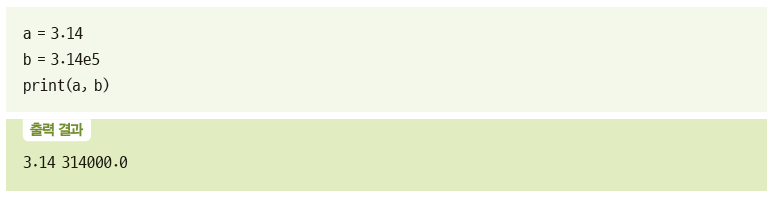 a = 3.14
b = 3.14e5
print(a, b)
출력 결과
3.14 314000.0